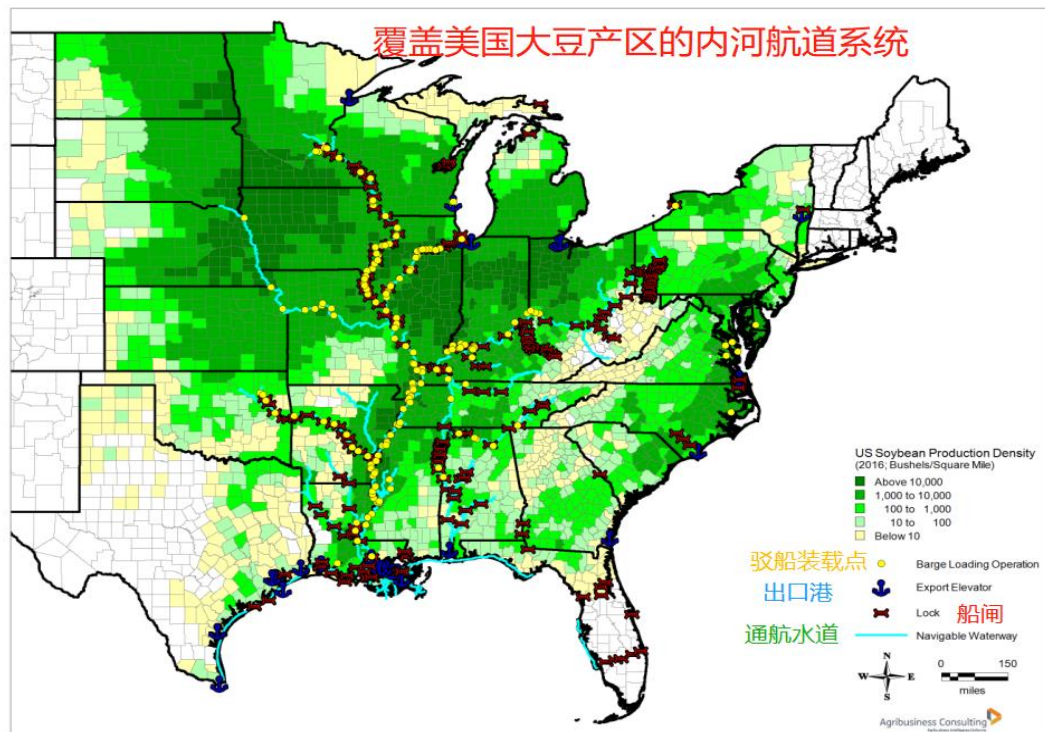 覆盖美国大豆产区的内河航道系统
US Soybean Production Density
(2016; Bushels/Square Mile)
Above 10,000
1,000 to 10,000
100 to 1,000
10 to 100
Below 10
驳船装载点 Barge Loading Operation
出口港 Export Elevator
Lock 船闸
通航水道 Navigable Waterway
N
W E
S
0 150
miles
Agribusiness Consulting